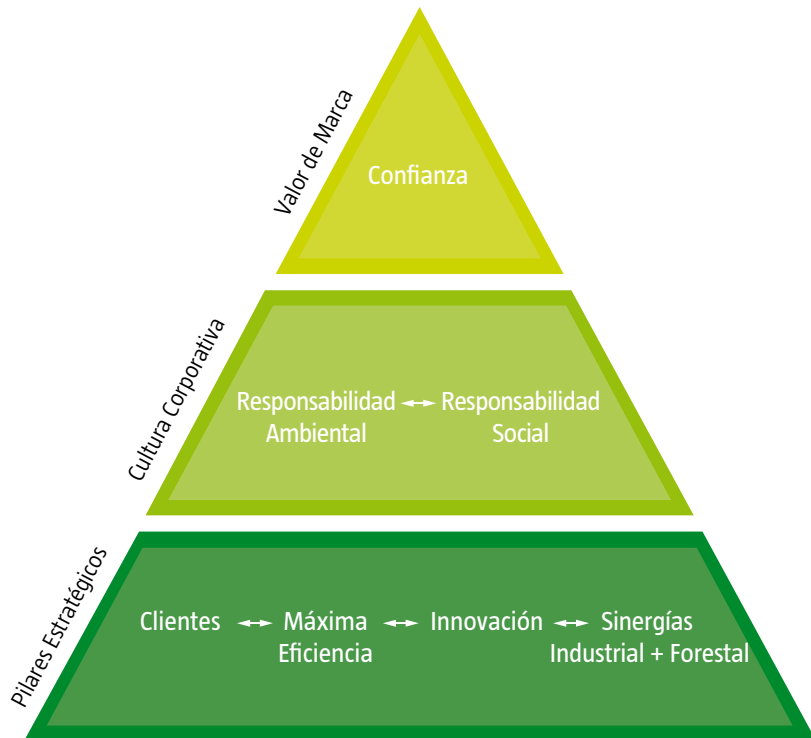 Valor de Marca
Confianza
Cultura Corporativa
Responsabilidad ↔ Responsabilidad
Ambiental Social
Pilares Estratégicos
Clientes ↔ Máxima ↔ Innovación ↔ Sinergías
Eficiencia Industrial + Forestal